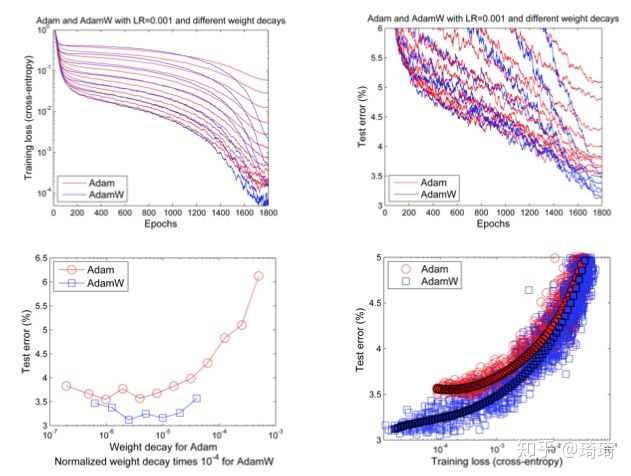 Adam and AdamW with LR=0.001 and different weight decays
Training loss (cross-entropy)
10^0
10^-1
10^-2
10^-3
10^-4
Adam
AdamW
0 200 400 600 800 1000 1200 1400 1600 1800
Epochs
Adam and AdamW with LR=0.001 and different weight decays
Test error (%)
6
5.5
5
4.5
4
3.5
3
Adam
AdamW
200 400 600 800 1000 1200 1400 1600 1800
Epochs
Test error (%)
6.5
6
5.5
5
4.5
4
3.5
3
Adam
AdamW
10^-7 10^-6 10^-5 10^-4 10^-3
Weight decay for Adam
Normalized weight decay times 10^-4 for AdamW
Test error (%)
5
4.5
4
3.5
3
Adam
AdamW
10^-4
10^-2
Training loss (cross-entropy)
知乎 @琦琦